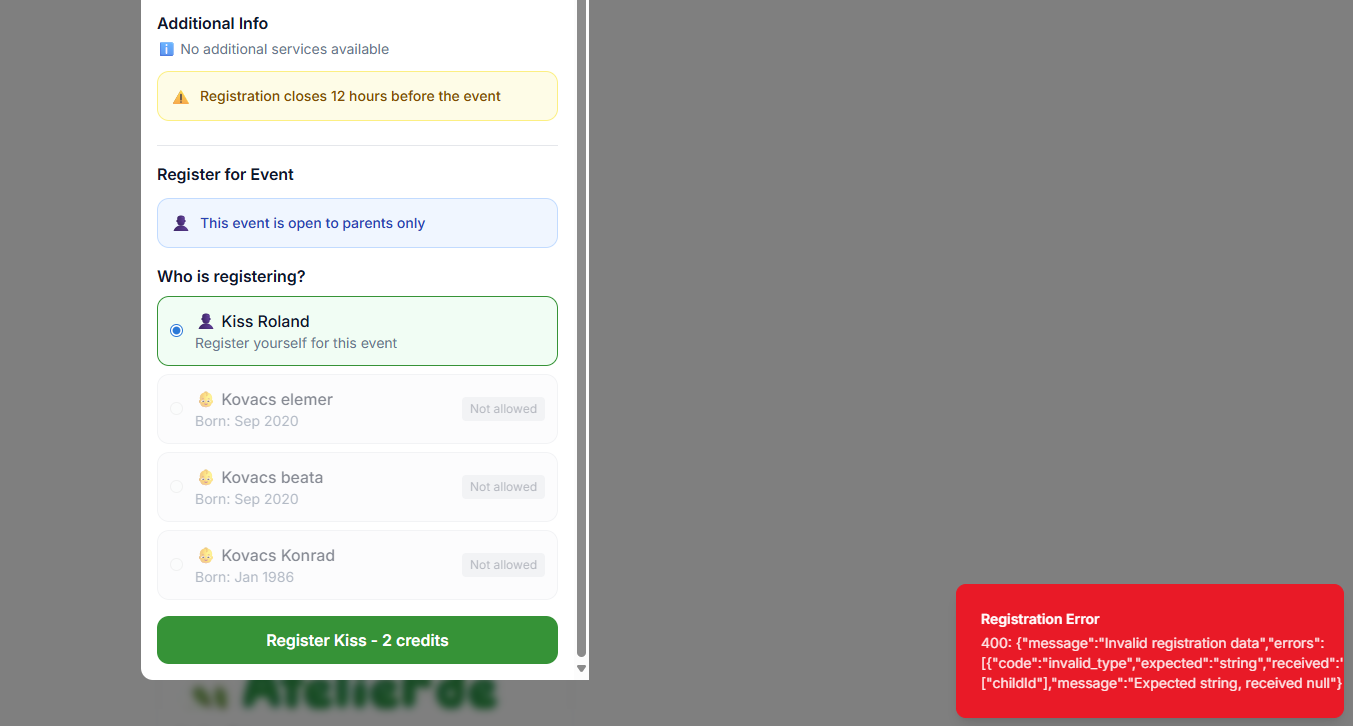 Additional Info
No additional services available
Registration closes 12 hours before the event
Register for Event
This event is open to parents only
Who is registering?
Kiss Roland
Register yourself for this event
Kovacs elemer
Not allowed
Born: Sep 2020
Kovacs beata
Not allowed
Born: Sep 2020
Kovacs Konrad
Not allowed
Born: Jan 1986
Register Kiss - 2 credits
Atelierde
Registration Error
400: {"message":"Invalid registration data","errors":
[{"code":"invalid_type","expected":"string","received":"
["childId"],"message":"Expected string, received null"}